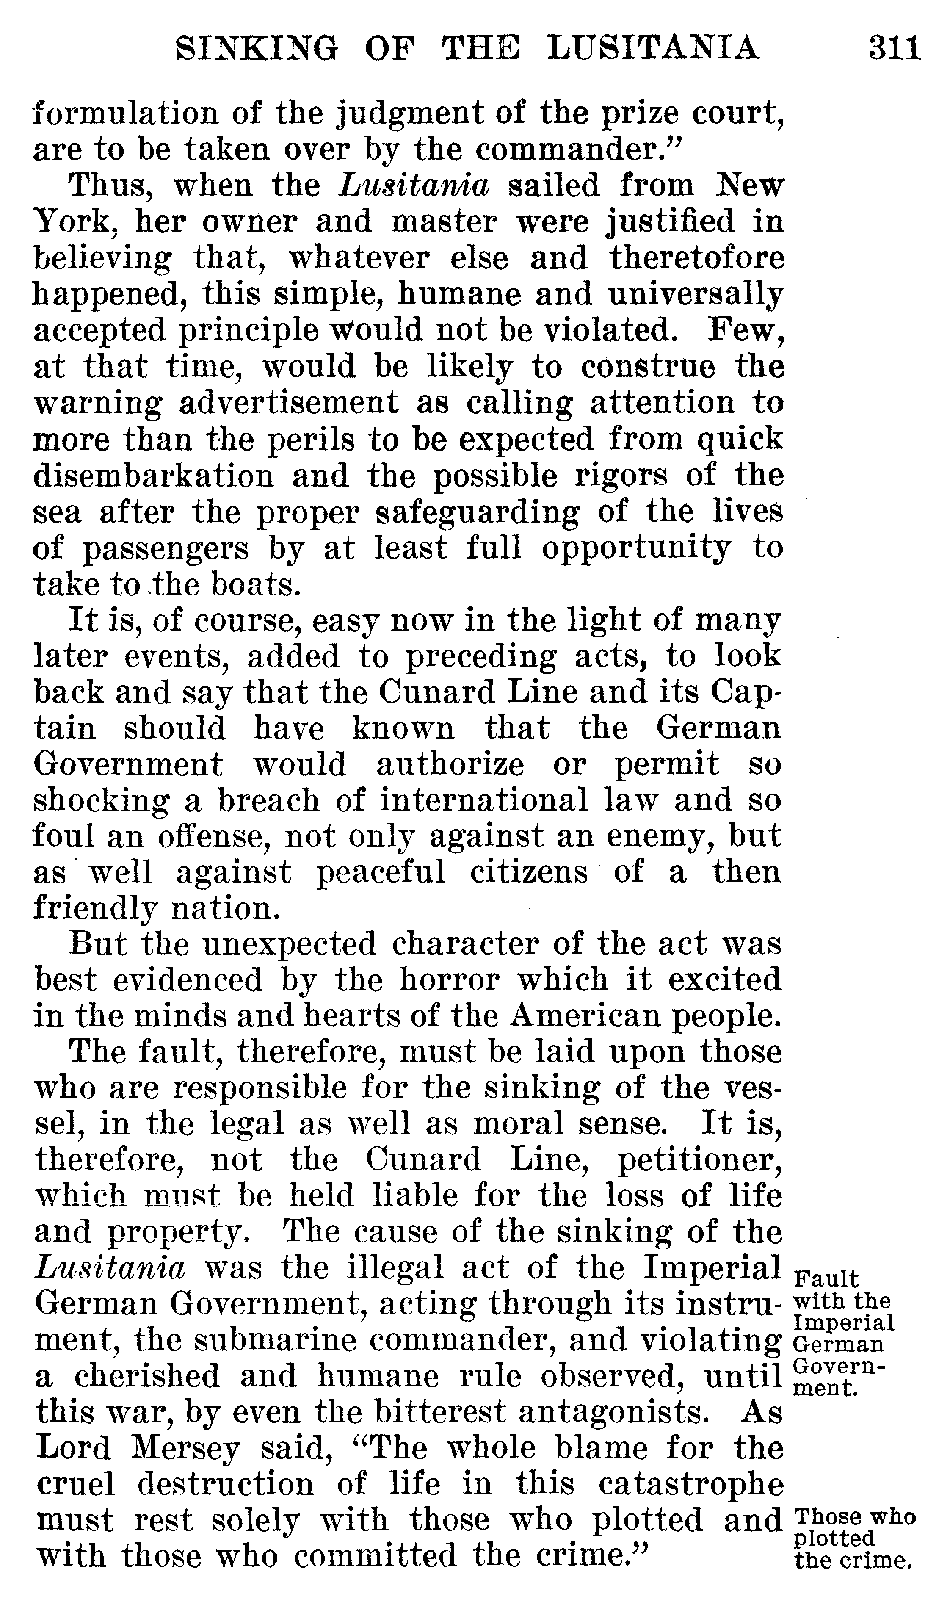 SINKING OF THE LUSITANIA 311
formulation of the judgment of the prize court,
are to be taken over by the commander.”
Thus, when the Lusitania sailed from New
York, her owner and master were justified in
believing that, whatever else and theretofore
happened, this simple, humane and universally
accepted principle would not be violated. Few,
at that time, would be likely to construe the
warning advertisement as calling attention to
more than the perils to be expected from quick
disembarkation and the possible rigors of the
sea after the proper safeguarding of the lives
of passengers by at least full opportunity to
take to the boats.
It is, of course, easy now in the light of many
later events, added to preceding acts, to look
back and say that the Cunard Line and its Cap-
tain should have known that the German
Government would authorize or permit so
shocking a breach of international law and so
foul an offense, not only against an enemy, but
as well against peaceful citizens of a then
friendly nation.
But the unexpected character of the act was
best evidenced by the horror which it excited
in the minds and hearts of the American people.
The fault, therefore, must be laid upon those
who are responsible for the sinking of the ves-
sel, in the legal as well as moral sense. It is,
therefore, not the Cunard Line, petitioner,
which must be held liable for the loss of life
and property. The cause of the sinking of the
Lusitania was the illegal act of the Imperial
German Government, acting through its instru-
ment, the submarine commander, and violating
a cherished and humane rule observed, until
this war, by even the bitterest antagonists. As
Lord Mersey said, “The whole blame for the
cruel destruction of life in this catastrophe
must rest solely with those who plotted and
with those who committed the crime.”
Fault
with the
Imperial
German
Govern-
ment.
Those who
plotted
the crime.